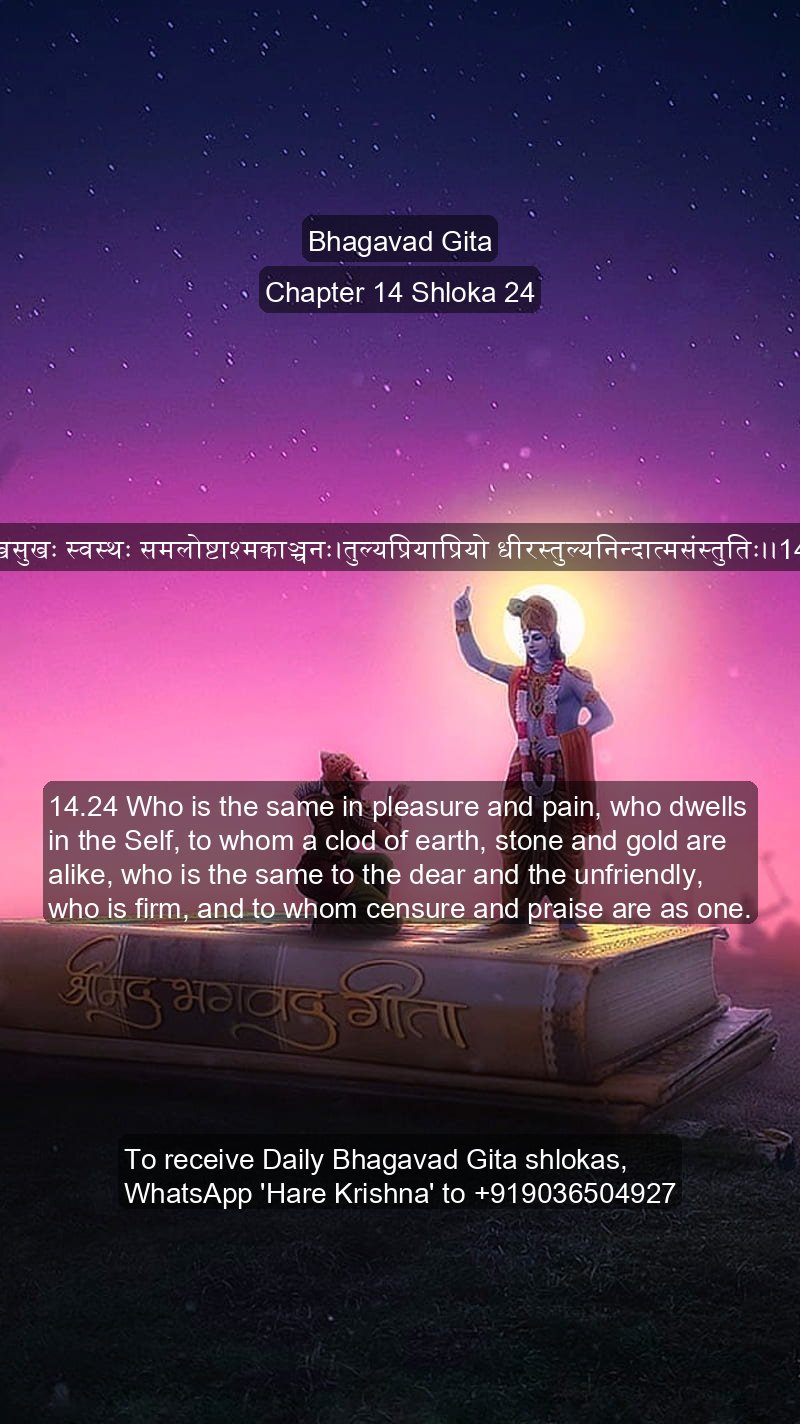 Bhagavad Gita
Chapter 14 Shloka 24
खसुखः स्वस्थः समलोष्टाश्मकाञ्चनः।तुल्यप्रियाप्रियो धीरस्तुल्यनिन्दात्मसंस्तुतिः।।14
14.24 Who is the same in pleasure and pain, who dwells
in the Self, to whom a clod of earth, stone and gold are
alike, who is the same to the dear and the unfriendly,
who is firm, and to whom censure and praise are as one.
श्रीमद भगवद गीता
To receive Daily Bhagavad Gita shlokas,
WhatsApp 'Hare Krishna' to +919036504927